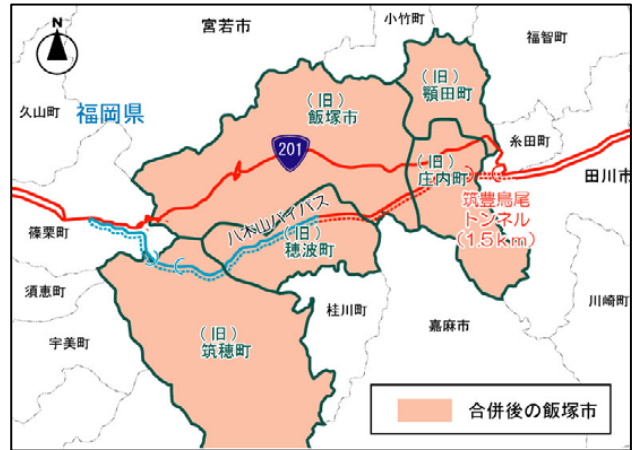 N
宮若市
小竹町
福智町
久山町
福岡県
(旧)
飯塚市
(旧)
頴田町
糸田町
201
(旧)
庄内町
田川市
筑豊烏尾
トンネル
(1.5km)
八木山バイパス
篠栗町
(旧)
穂波町
須恵町
桂川町
嘉麻市
川崎町
宇美町
(旧)
筑穂町
合併後の飯塚市